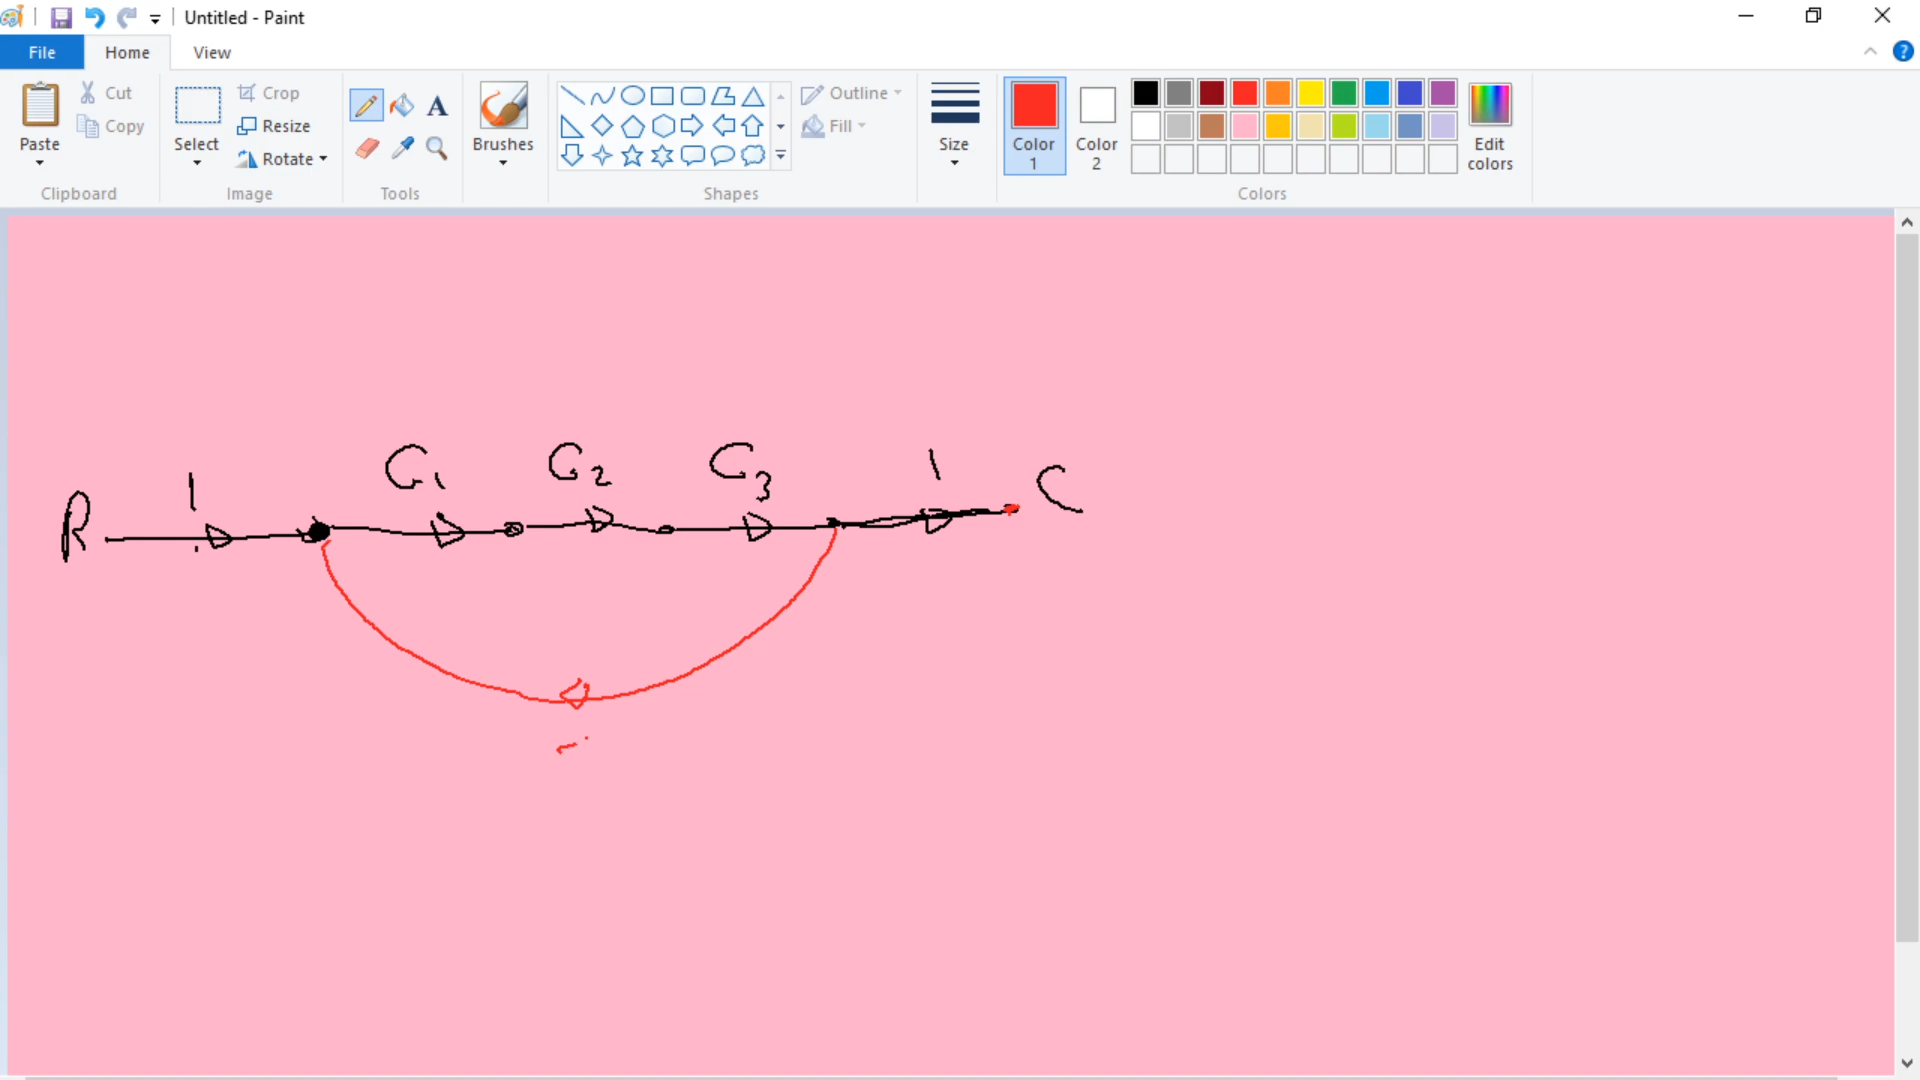 Untitled - Paint
File Home View
Paste Cut Copy Clipboard
Select Crop Resize Rotate Image
A Tools
Brushes
Outline Fill Shapes
Size
Color 1 Color 2 Edit colors Colors
R 1 G1 G2 G3 1 C